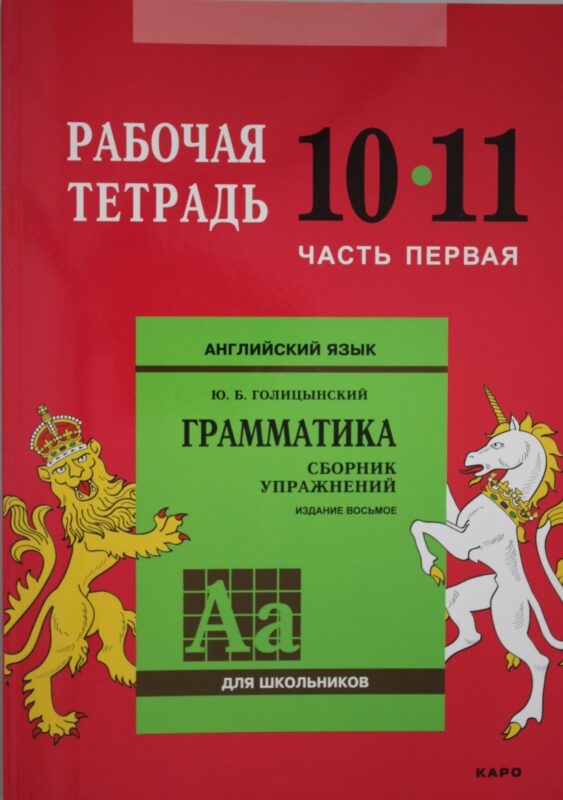 РАБОЧАЯ
ТЕТРАДЬ
10·11
ЧАСТЬ ПЕРВАЯ
АНГЛИЙСКИЙ ЯЗЫК
Ю. Б. ГОЛИЦЫНСКИЙ
ГРАММАТИКА
СБОРНИК
УПРАЖНЕНИЙ
ИЗДАНИЕ ВОСЬМОЕ
Aa
ДЛЯ ШКОЛЬНИКОВ
КАРО